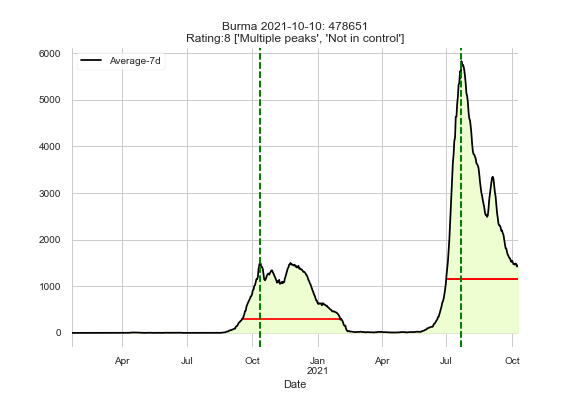 Burma 2021-10-10: 478651
Rating:8 ['Multiple peaks', 'Not in control']
Average-7d
6000
5000
4000
3000
2000
1000
0
Apr Jul Oct Jan Apr Jul Oct
2021
Date